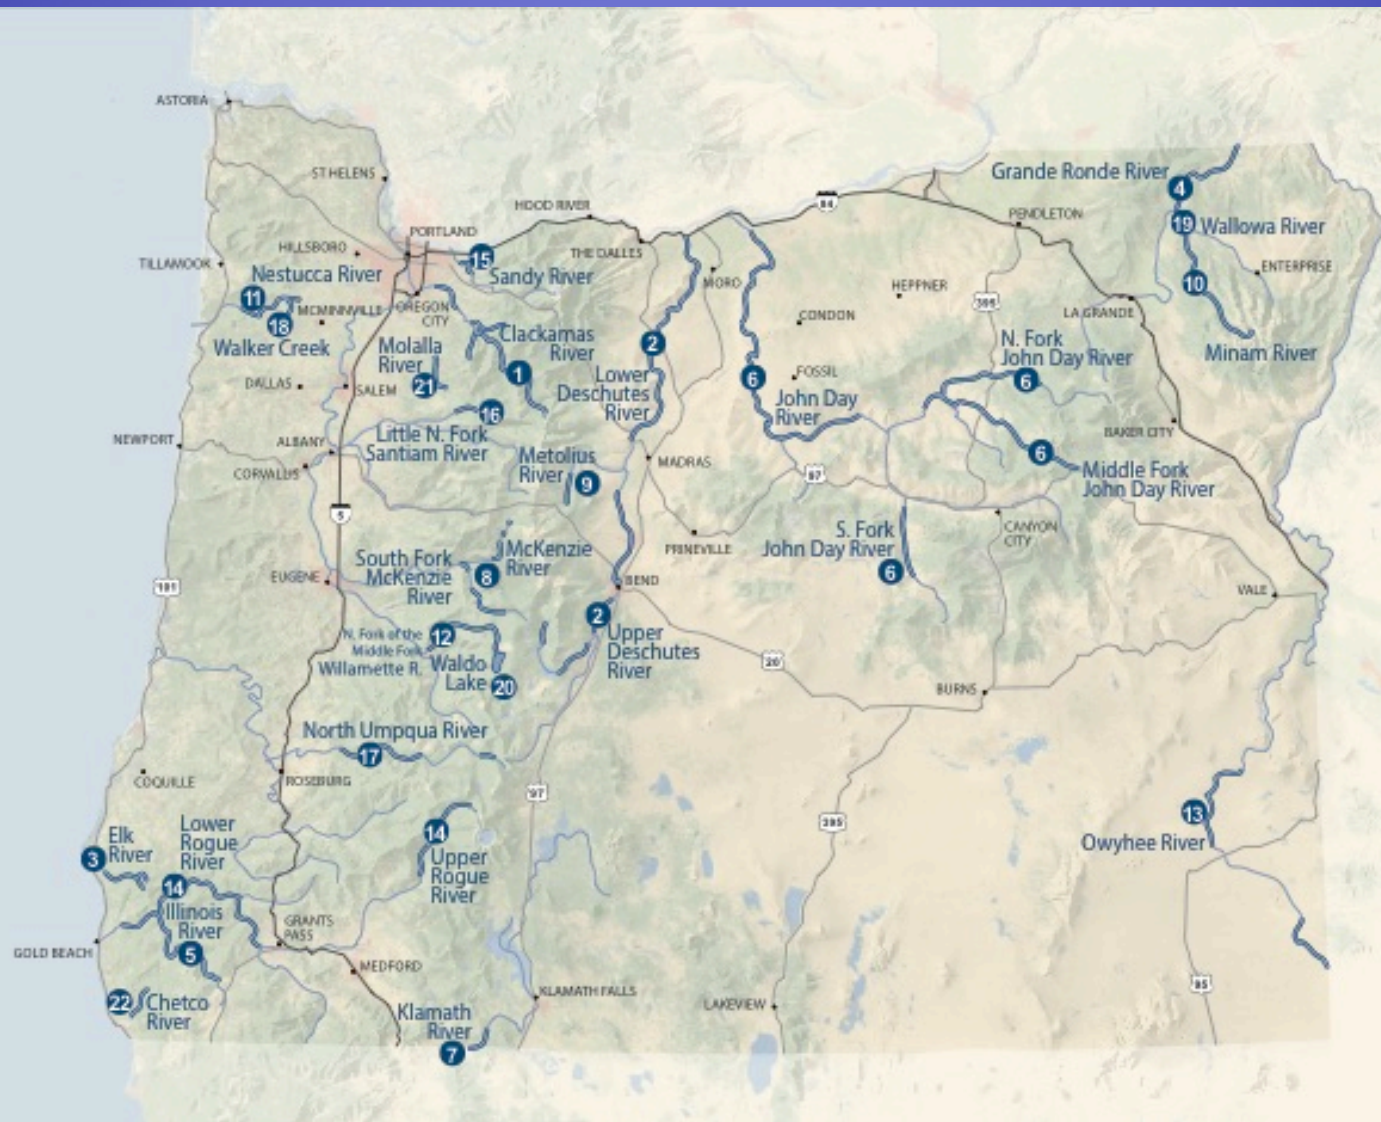 ASTORIA
ST HELENS
Grande Ronde River
4
84
HOOD RIVER
PENDLETON
PORTLAND
19
Wallowa River
HILLSBORO
15
THE DALLES
TILLAMOOK
Nestucca River
Sandy River
MORO
HEPPNER
ENTERPRISE
10
11
395
MCMINNVILLE
OREGON
CITY
LA GRANDE
18
CONDON
Walker Creek
Clackamas
River
2
N. Fork
John Day River
Minam River
Molalla
River
21
1
Lower
Deschutes
River
6
FOSSIL
6
DALLAS
SALEM
John Day
River
16
NEWPORT
ALBANY
Little N. Fork
Santiam River
BAKER CITY
CORVALLIS
Metolius
River
9
MADRAS
6
97
Middle Fork
John Day River
5
S. Fork
John Day River
6
CANYON
CITY
PRINEVILLE
McKenzie
River
South Fork
McKenzie
River
8
EUGENE
BEND
101
VALE
2
Upper
Deschutes
River
N. Fork of the
Middle Fork
Willamette R.
12
Waldo
Lake
20
20
BURNS
North Umpqua River
17
COQUILLE
ROSEBURG
97
395
13
Owyhee River
Elk
River
3
Lower
Rogue
River
14
14
Upper
Rogue
River
Illinois
River
5
GRANTS
PASS
GOLD BEACH
MEDFORD
95
22
Chetco
River
KLAMATH FALLS
LAKEVIEW
Klamath
River
7